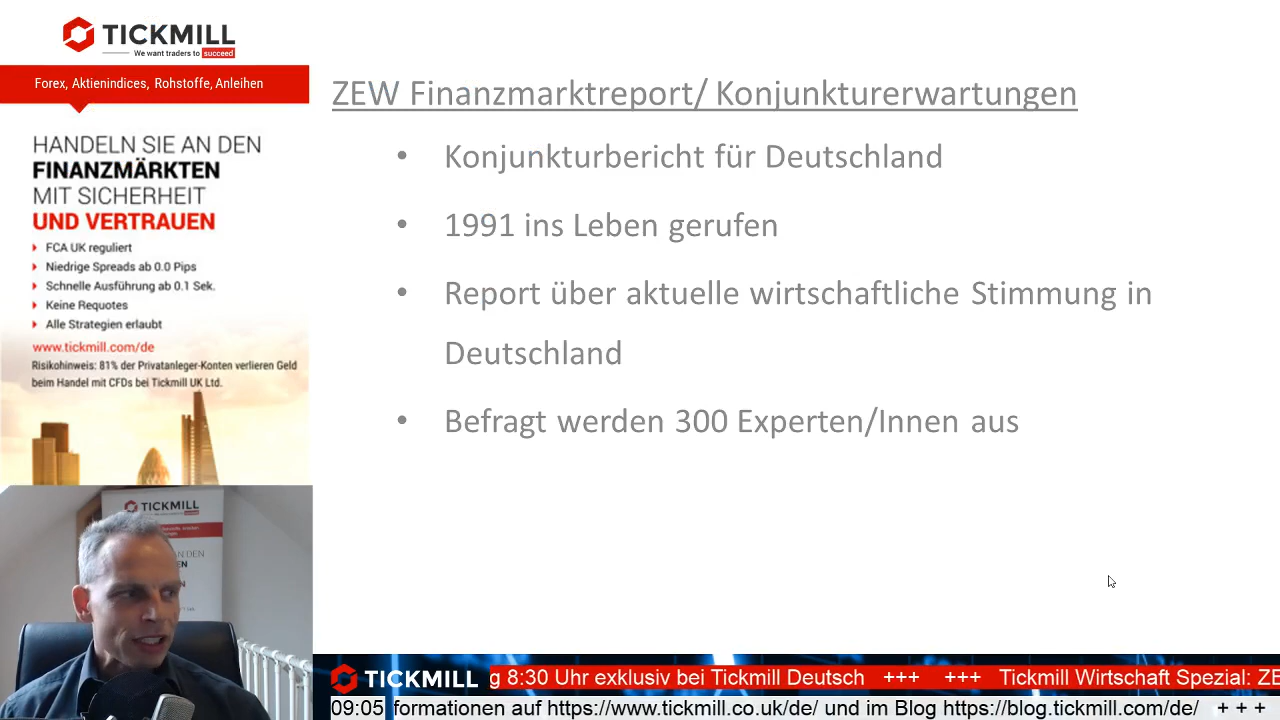 TICKMILL
We want traders to succeed
Forex, Aktienindices, Rohstoffe, Anleihen
HANDELN SIE AN DEN
FINANZMÄRKTEN
MIT SICHERHEIT
UND VERTRAUEN
FCA UK reguliert
Niedrige Spreads ab 0.0 Pips
Schnelle Ausführung ab 0.1 Sek.
Keine Requotes
Alle Strategien erlaubt
www.tickmill.com/de
Risikohinweis: 81% der Privatanleger-Konten verlieren Geld
beim Handel mit CFDs bei Tickmill UK Ltd.
ZEW Finanzmarktreport/ Konjunkturerwartungen
• Konjunkturbericht für Deutschland
• 1991 ins Leben gerufen
• Report über aktuelle wirtschaftliche Stimmung in
Deutschland
• Befragt werden 300 Experten/Innen aus
TICKMILL
TICKMILL g 8:30 Uhr exklusiv bei Tickmill Deutsch +++ +++ Tickmill Wirtschaft Spezial: ZE
09:05 formationen auf https://www.tickmill.co.uk/de/ und im Blog https://blog.tickmill.com/de/ + + +